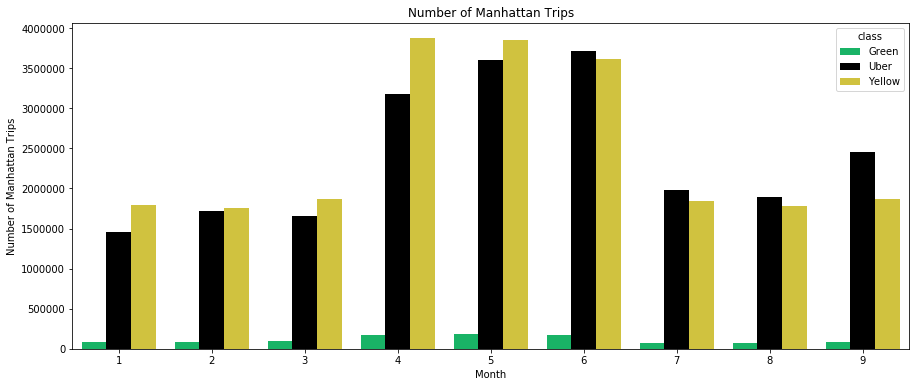 Number of Manhattan Trips
class
Green
Uber
Yellow
Number of Manhattan Trips
4000000
3500000
3000000
2500000
2000000
1500000
1000000
500000
0
1 2 3 4 5 6 7 8 9
Month